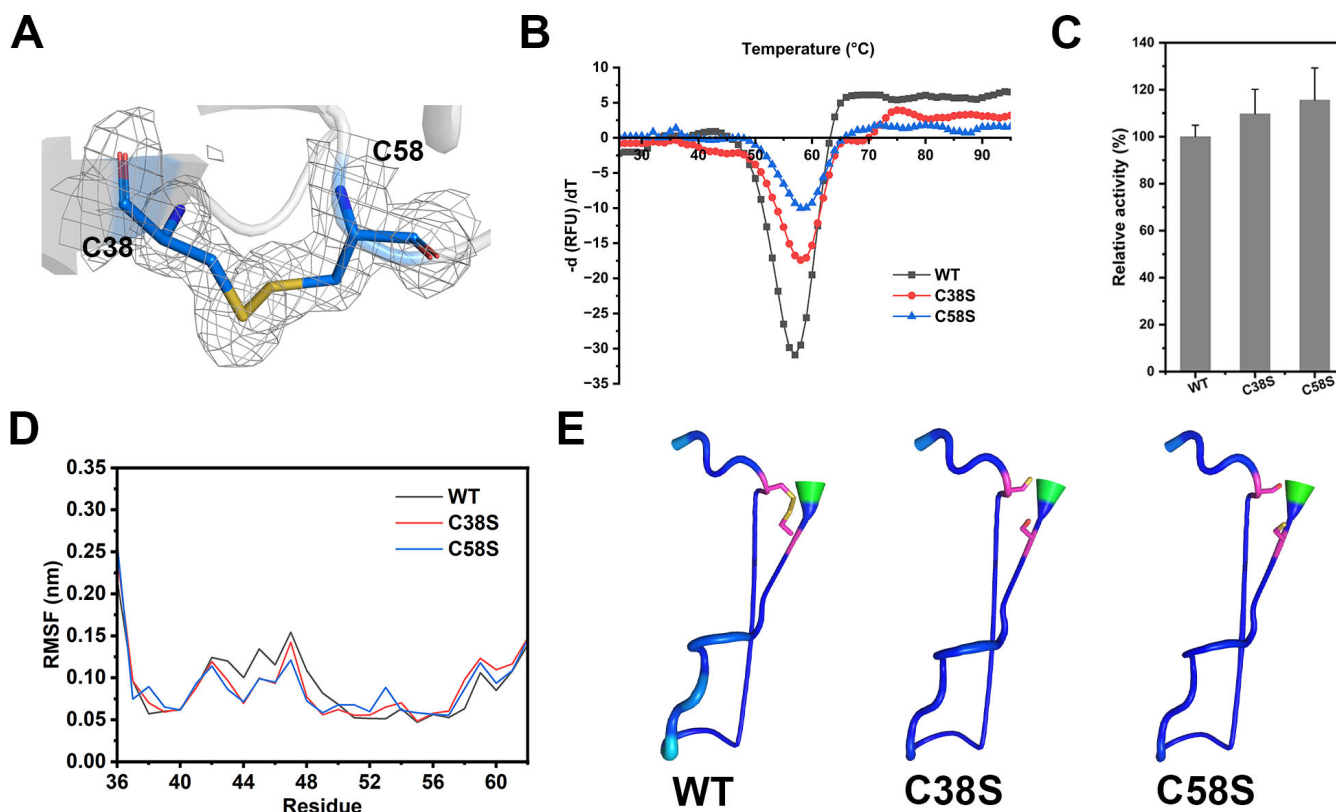 A
C58
C38
B
Temperature (°C)
10
5
0
-5
-10
-15
-20
-25
-30
-35
30 40 50 60 70 80 90
-d (RFU) /dT
WT
C38S
C58S
C
Relative activity (%)
140
120
100
80
60
40
20
0
WT C38S C58S
D
RMSF (nm)
0.35
0.30
0.25
0.20
0.15
0.10
0.05
0.00
36 40 44 48 52 56 60
Residue
WT
C38S
C58S
E
WT C38S C58S